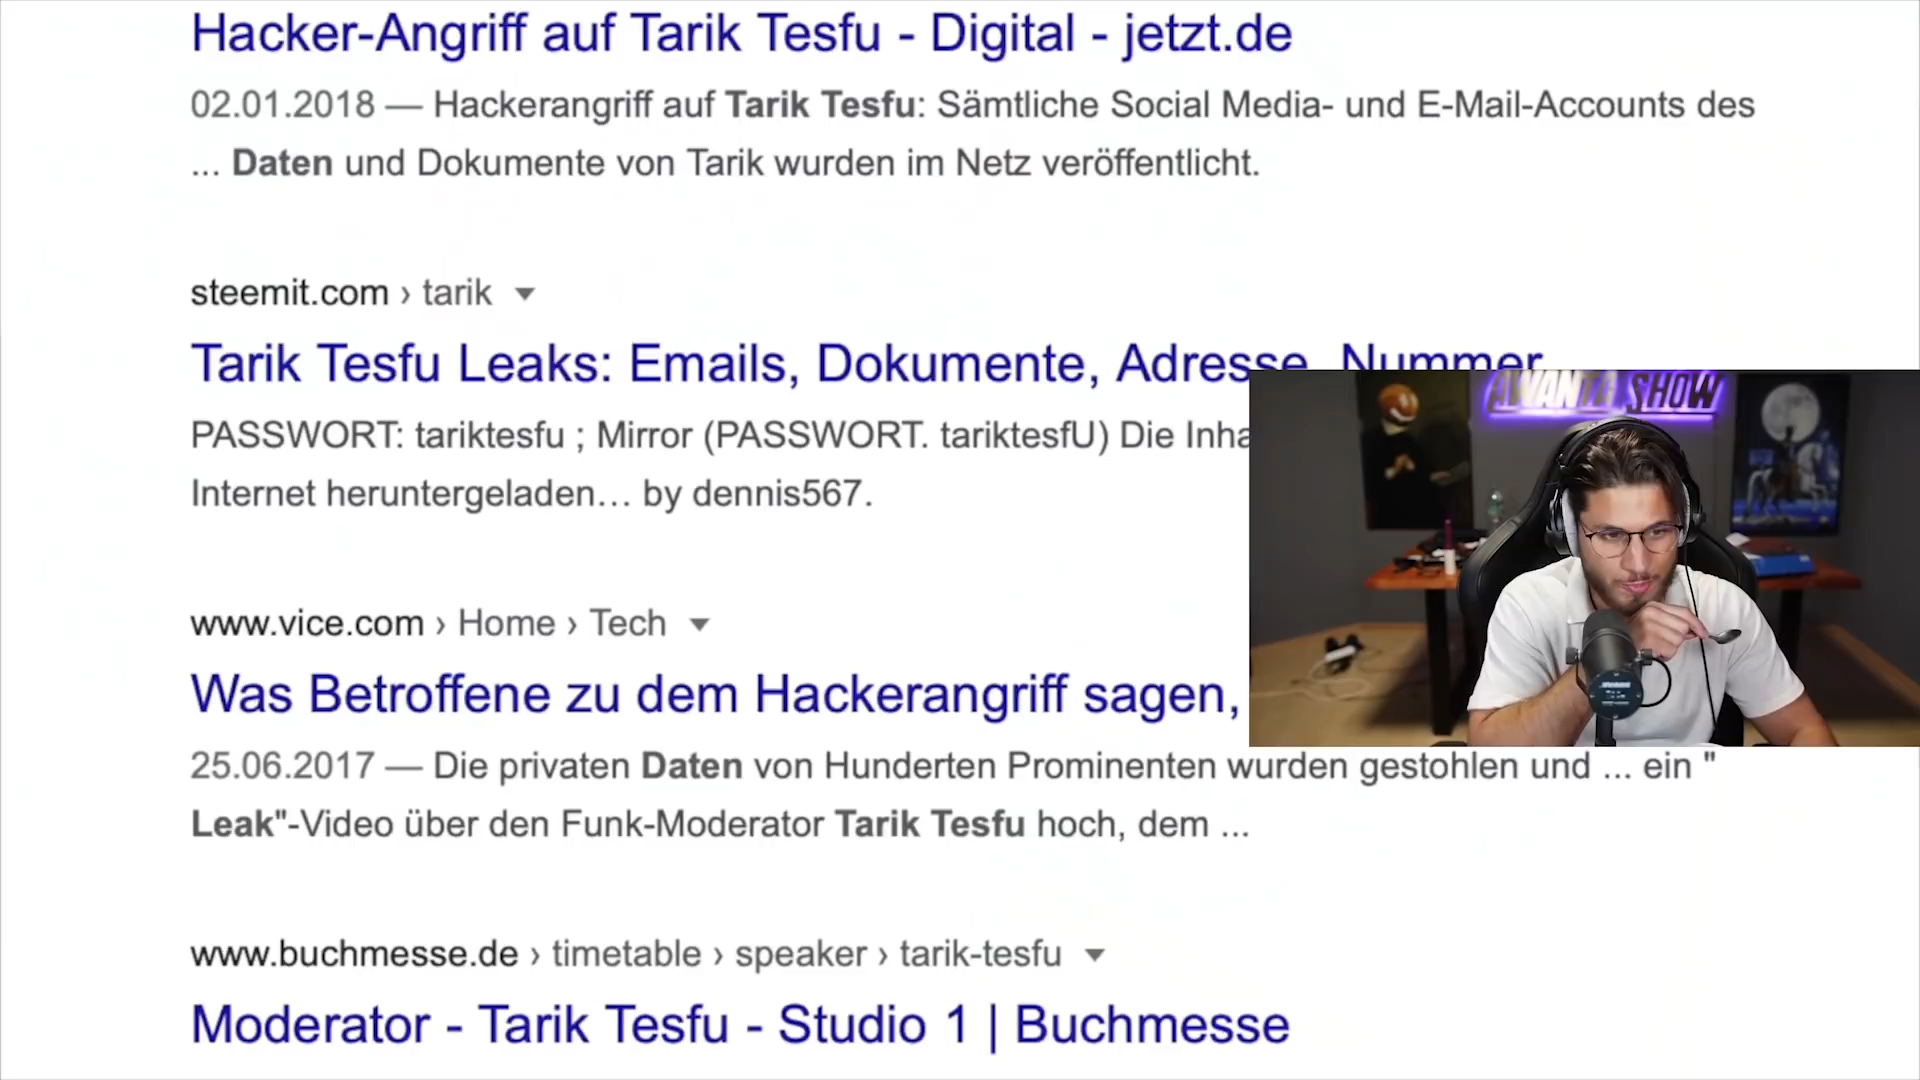 Hacker-Angriff auf Tarik Tesfu - Digital - jetzt.de
02.01.2018 — Hackerangriff auf Tarik Tesfu: Sämtliche Social Media- und E-Mail-Accounts des
... Daten und Dokumente von Tarik wurden im Netz veröffentlicht.
steemit.com › tarik
Tarik Tesfu Leaks: Emails, Dokumente, Adresse, Nummer
PASSWORT: tariktesfu ; Mirror (PASSWORT. tariktesfU) Die Inha
Internet heruntergeladen… by dennis567.
AWANTO SHOW
www.vice.com › Home › Tech
Was Betroffene zu dem Hackerangriff sagen,
25.06.2017 — Die privaten Daten von Hunderten Prominenten wurden gestohlen und ... ein "
Leak"-Video über den Funk-Moderator Tarik Tesfu hoch, dem ...
www.buchmesse.de › timetable › speaker › tarik-tesfu
Moderator - Tarik Tesfu - Studio 1 | Buchmesse